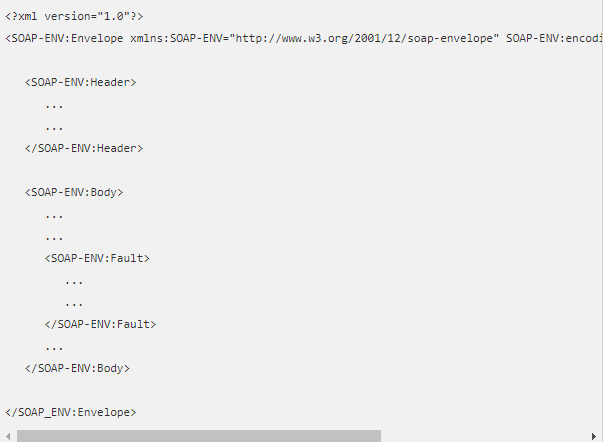 <?xml version="1.0"?>
<SOAP-ENV:Envelope xmlns:SOAP-ENV="http://www.w3.org/2001/12/soap-envelope" SOAP-ENV:encodi
<SOAP-ENV:Header>
...
...
</SOAP-ENV:Header>
<SOAP-ENV:Body>
...
...
<SOAP-ENV:Fault>
...
...
</SOAP-ENV:Fault>
...
</SOAP-ENV:Body>
</SOAP_ENV:Envelope>